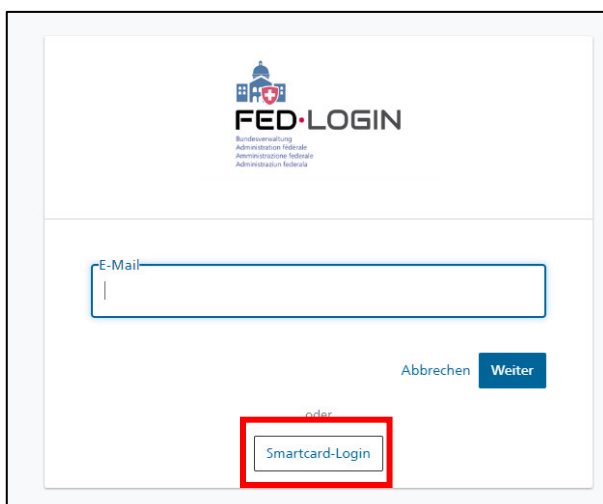 FED·LOGIN
Bundesverwaltung
Administration fédérale
Amministrazione federale
Administraziun federala
E-Mail
Abbrechen Weiter
oder
Smartcard-Login